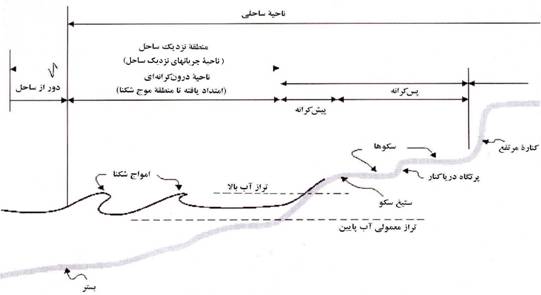 ناحیهٔ ساحلی
منطقهٔ نزدیک ساحل
(ناحیهٔ جریانهای نزدیک ساحل)
ناحیهٔ درون‌کرانه‌ای
(امتداد یافته تا منطقهٔ موج شکنا)
دور از ساحل
پس‌کرانه
پیش‌کرانه
کنارهٔ مرتفع
سکوها
پرتگاه دریاکنار
ستیغ سکو
امواج شکنا
تراز آب بالا
تراز معمولی آب پایین
بستر